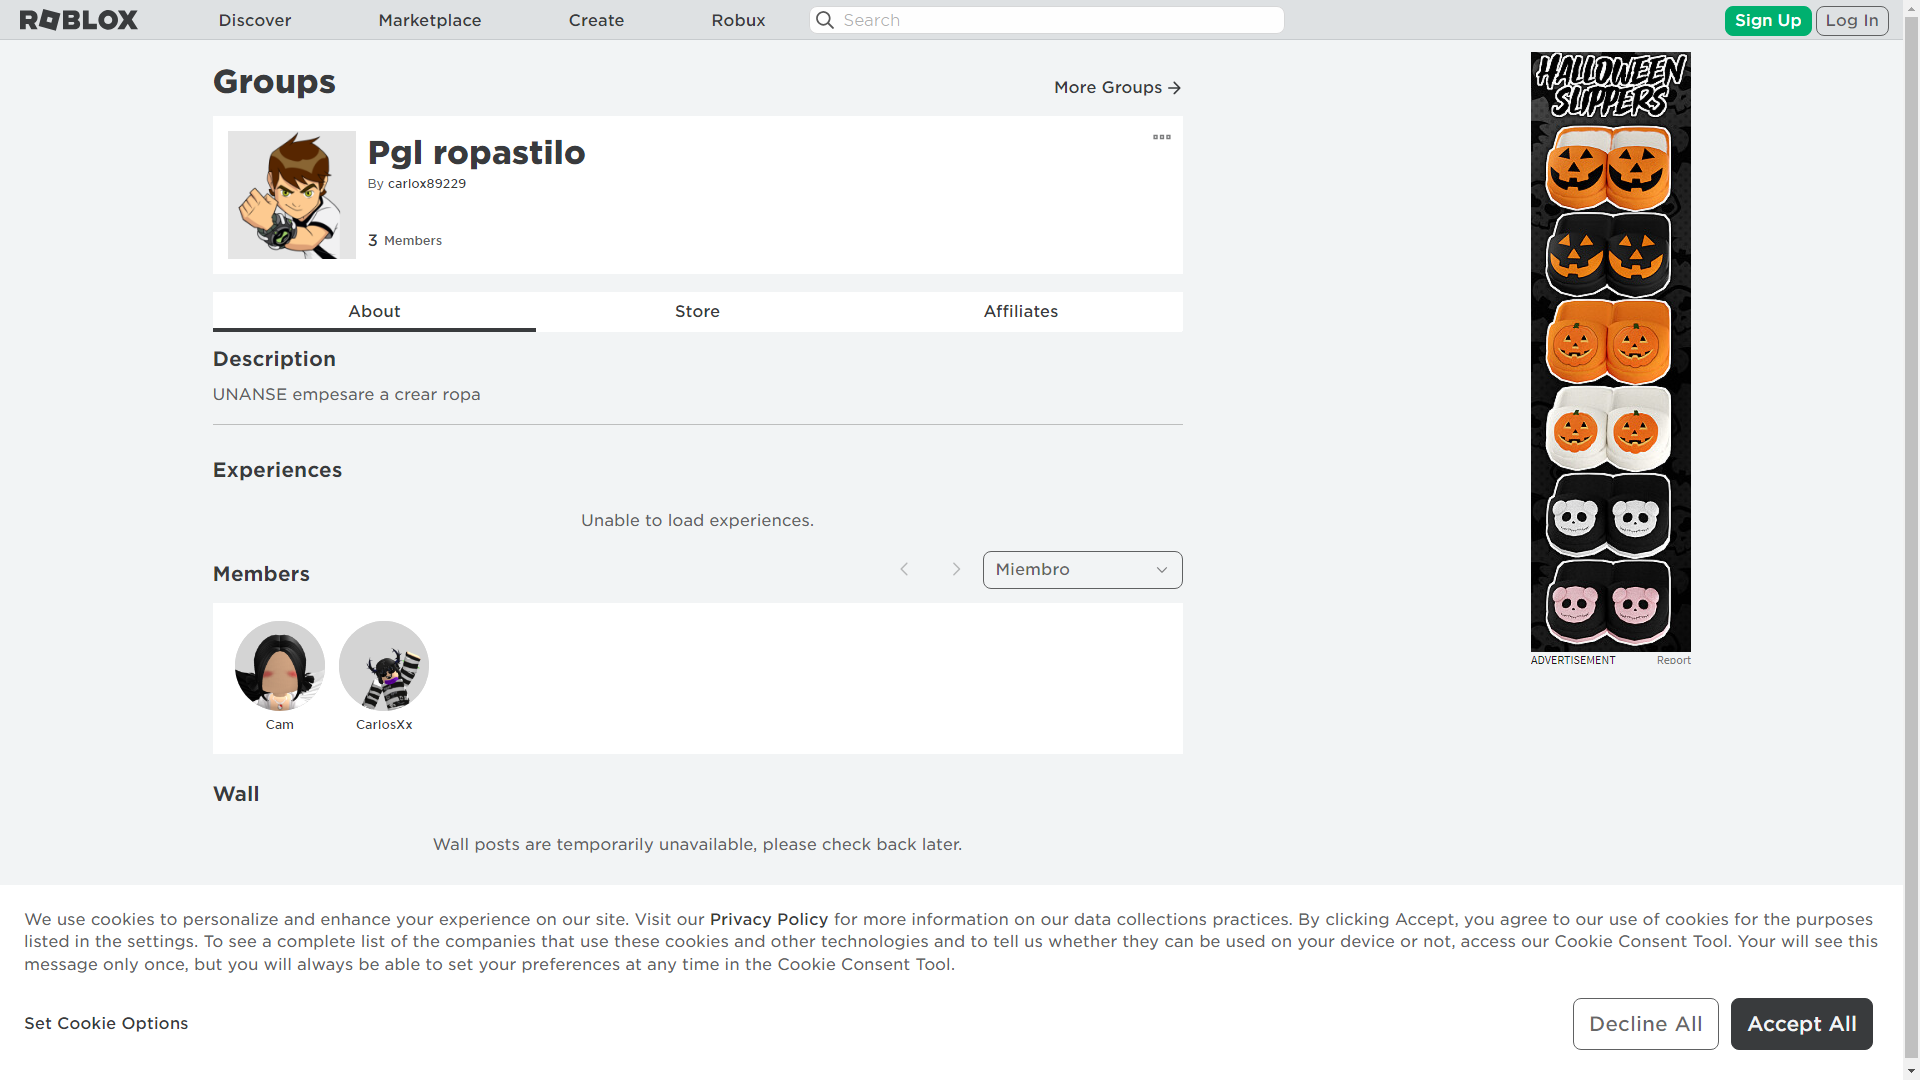 ROBLOX
Discover
Marketplace
Create
Robux
Search
Sign Up
Log In
Groups
More Groups
Pgl ropastilo
By carlox89229
3 Members
About
Store
Affiliates
Description
UNANSE empesare a crear ropa
Experiences
Unable to load experiences.
Members
Miembro
Cam
CarlosXx
Wall
Wall posts are temporarily unavailable, please check back later.
HALLOWEEN
SLIPPERS
ADVERTISEMENT
Report
We use cookies to personalize and enhance your experience on our site. Visit our Privacy Policy for more information on our data collections practices. By clicking Accept, you agree to our use of cookies for the purposes
listed in the settings. To see a complete list of the companies that use these cookies and other technologies and to tell us whether they can be used on your device or not, access our Cookie Consent Tool. Your will see this
message only once, but you will always be able to set your preferences at any time in the Cookie Consent Tool.
Set Cookie Options
Decline All
Accept All